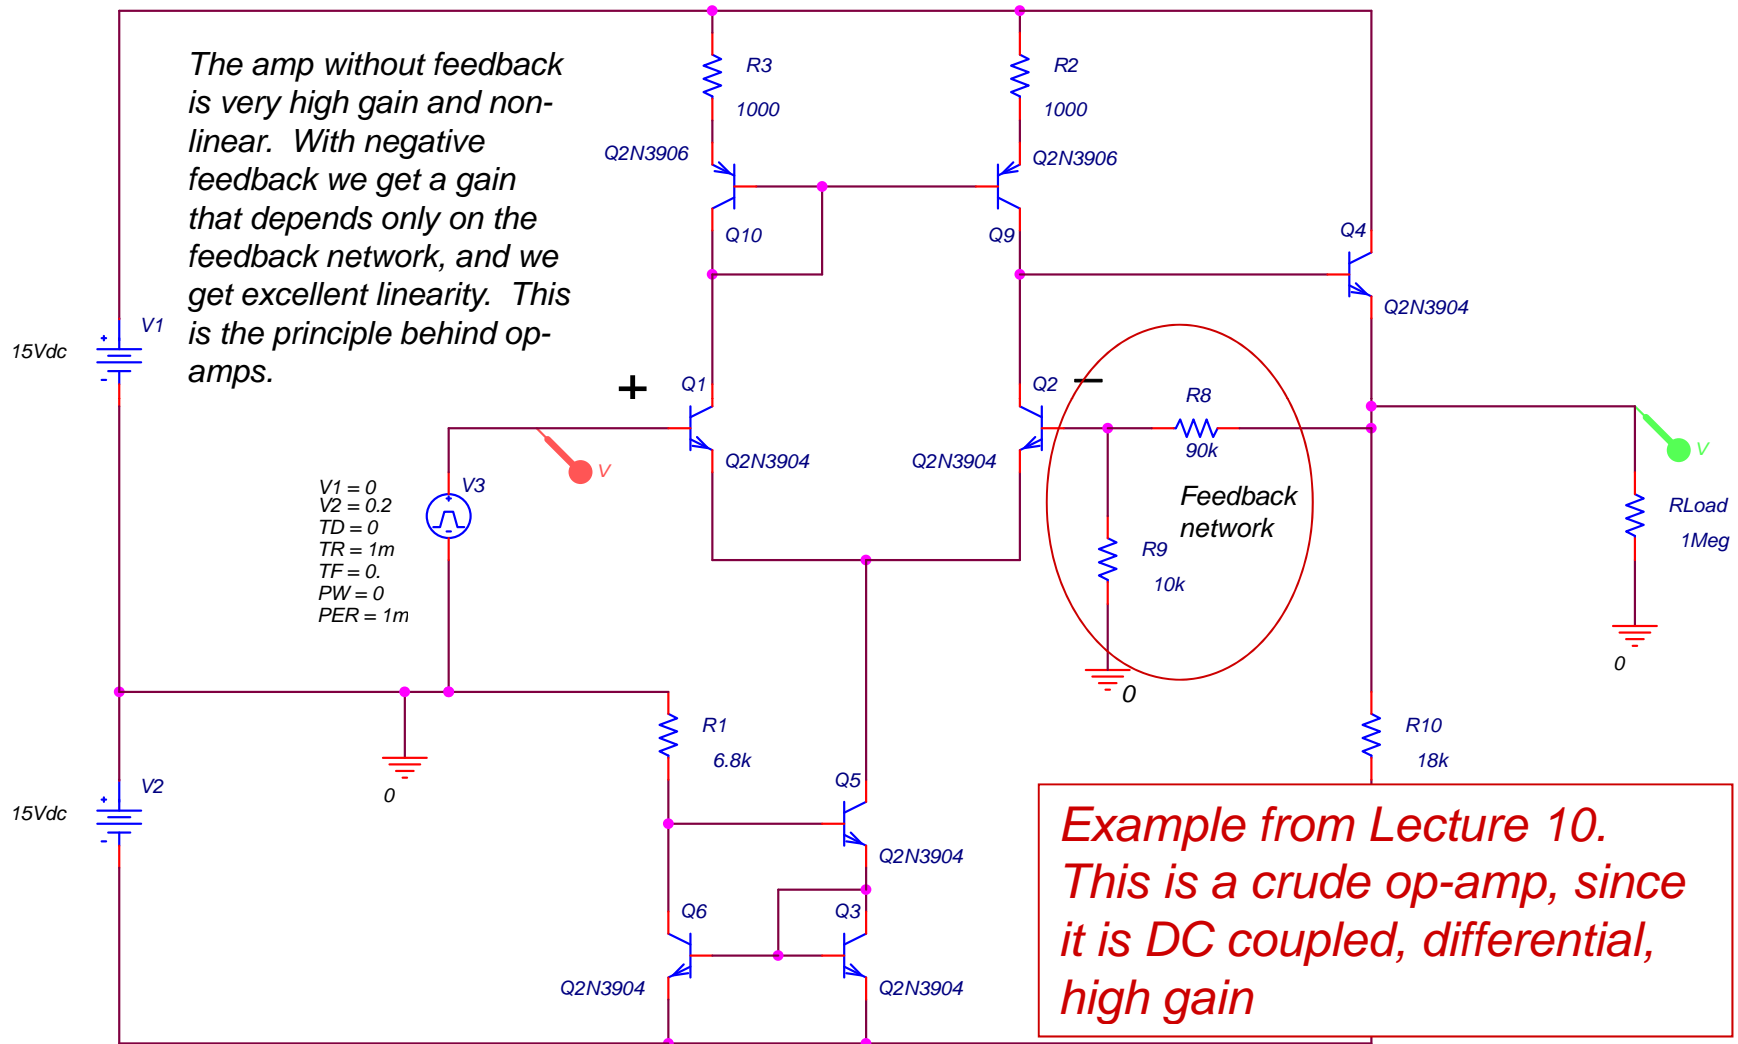 The amp without feedback
is very high gain and non-
linear.  With negative
feedback we get a gain
that depends only on the
feedback network, and we
get excellent linearity.  This
is the principle behind op-
amps.
R3
1000
R2
1000
Q2N3906
Q2N3906
Q10
Q9
Q4
Q2N3904
V1
15Vdc
+
-
+
Q1
Q2N3904
Q2
−
Q2N3904
R8
90k
Feedback
network
R9
10k
0
V
V
RLoad
1Meg
0
V1 = 0
V2 = 0.2
TD = 0
TR = 1m
TF = 0.
PW = 0
PER = 1m
V3
+
-
0
R1
6.8k
R10
18k
V2
15Vdc
+
-
Q5
Q2N3904
Q6
Q2N3904
Q3
Q2N3904
Example from Lecture 10.
This is a crude op-amp, since
it is DC coupled, differential,
high gain